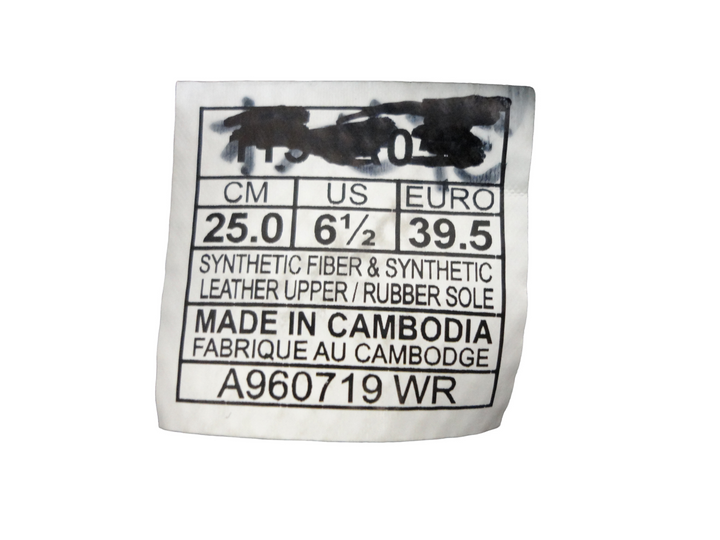 CM US EURO
25.0 6½ 39.5
SYNTHETIC FIBER & SYNTHETIC
LEATHER UPPER / RUBBER SOLE
MADE IN CAMBODIA
FABRIQUE AU CAMBODGE
A960719 WR